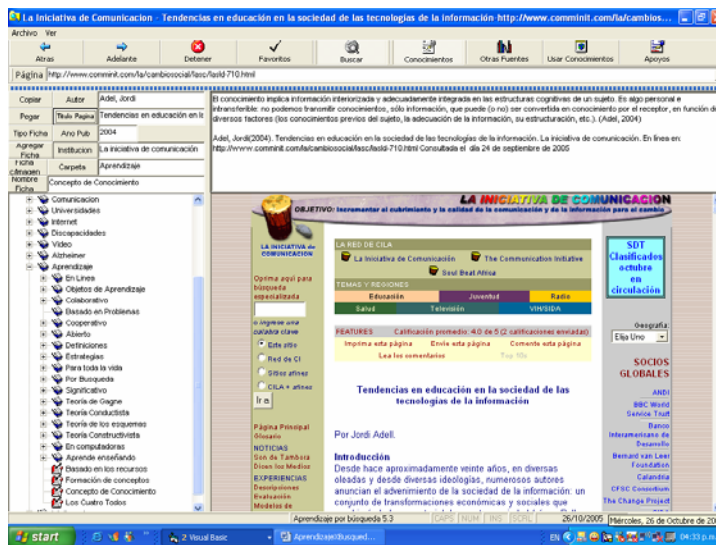 La Iniciativa de Comunicacion - Tendencias en educación en la sociedad de las tecnologías de la información-http://www.comminit.com/la/cambios...
Archivo Ver
Atras Adelante Detener Favoritos Buscar Conocimientos Otras Fuentes Usar Conocimientos Apoyos
Página http://www.comminit.com/la/cambiosocial/lasc/lasld-710.html
Copiar Autor Adel, Jordi
Pegar Titulo Pagina Tendencias en educación en la
Tipo Ficha Ano Pub 2004
Agregar Ficha Institucion La iniciativa de comunicación
Ficha c/Imagen Carpeta Aprendizaje
Nombre Ficha Concepto de Conocimiento
El conocimiento implica información interiorizada y adecuadamente integrada en las estructuras cognitivas de un sujeto. Es algo personal e
intransferible: no podemos transmitir conocimientos, sólo información, que puede (o no) ser convertida en conocimiento por el receptor, en función de
diversos factores (los conocimientos previos del sujeto, la adecuación de la información, su estructuración, etc.). (Adel, 2004)
Adel, Jordi(2004). Tendencias en educación en la sociedad de las tecnologías de la información. La iniciativa de comunicación. En linea en:
http://www.comminit.com/la/cambiosocial/lasc/lasld-710.html Consultada el día 24 de septiembre de 2005
Comunicacion
Universidades
Internet
Discapacidades
Video
Alzheiner
Aprendizaje
En Linea
Objetos de Aprendizaje
Colaborativo
Basado en Problemas
Cooperativo
Abierto
Definiciones
Estrategias
Para toda la vida
Por Busqueda
Significativo
Teoría de Gagne
Teoría Conductista
Teoría de los esquemas
Teoría Constructivista
En computadoras
Aprende enseñando
Basado en los recursos
Formación de conceptos
Concepto de Conocimiento
Los Cuatro Todos
LA INICIATIVA DE COMUNICACION
OBJETIVO: Incrementar el cubrimiento y la calidad de la comunicación y de la información para el cambio
LA INICIATIVA de COMUNICACIÓN
Oprima aquí para
búsqueda
especializada
o ingrese una
palabra clave
Este sitio
Red de CI
Sitios afines
CILA + afines
Ir a
Página Principal
Glosario
NOTICIAS
Son de Tambora
Dicen los Medios
EXPERIENCIAS
Descripciones
Evaluación
Modelos de
LA RED DE CILA
La Iniciativa de Comunicación The Communication Initiative
Soul Beat Africa
TEMAS Y REGIONES
Educación Juventud Radio
Salud Televisión VIH/SIDA
FEATURES Calificación promedio: 4.0 de 5 (2 calificaciones enviadas)
Imprima esta página Envíe esta página Comente esta página
Lea los comentarios Top 10s
Tendencias en educación en la sociedad de las
tecnologías de la información
Por Jordi Adell.
Introducción
Desde hace aproximadamente veinte años, en diversas
oleadas y desde diversas ideologías, numerosos autores
anuncian el advenimiento de la sociedad de la información: un
conjunto de transformaciones económicas y sociales que
SDT
Clasificados
octubre
en
circulación
Geografía:
Elija Uno
SOCIOS
GLOBALES
ANDI
BBC World
Service Trust
Banco
Interamericano de
Desarrollo
Bernard van Leer
Foundation
Calandria
CFSC Consortium
The Change Project
Aprendizaje por búsqueda 5.3 CAPS NUM INS SCRL 26/10/2005
Miércoles, 26 de Octubre de 20
start 2 Visual Basic Aprendizaje\Busqued... EN 04:33 p.m.